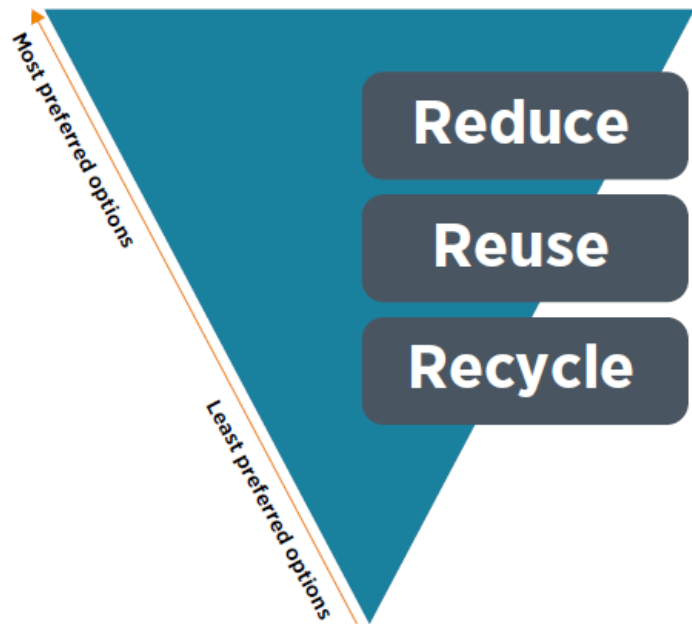 Most preferred options
Reduce
Reuse
Recycle
Least preferred options